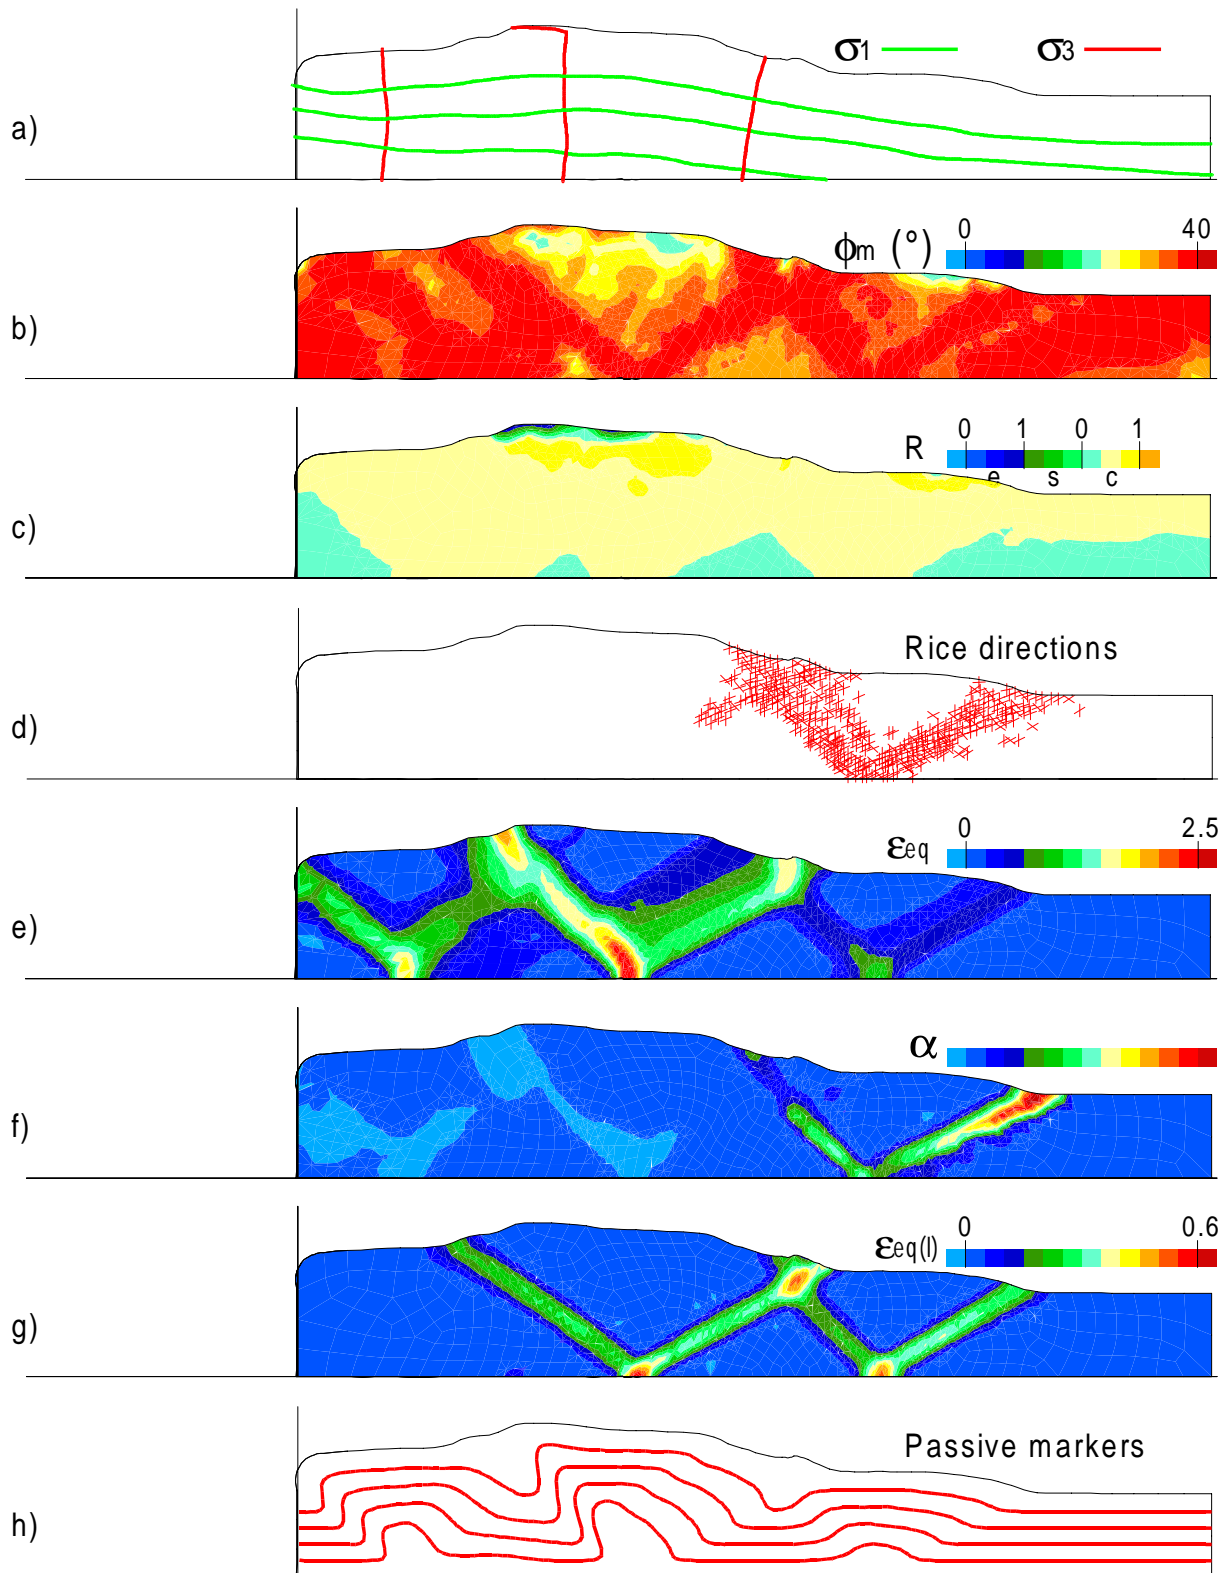 σ1 σ3
a)
ϕm (°) 0 40
b)
R 0 1 0 1
e s c
c)
Rice directions
d)
εeq 0 2.5
e)
α
f)
εeq(l) 0 0.6
g)
Passive markers
h)